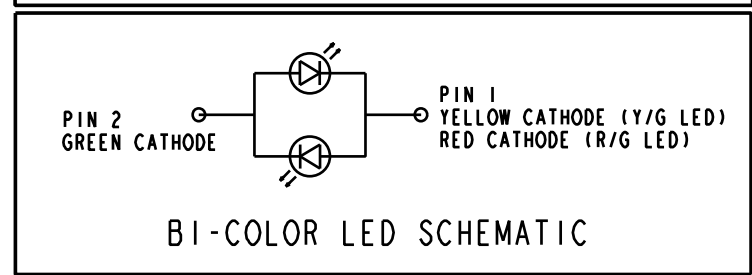 PIN 2
GREEN CATHODE
PIN 1
YELLOW CATHODE (Y/G LED)
RED CATHODE (R/G LED)
BI-COLOR LED SCHEMATIC